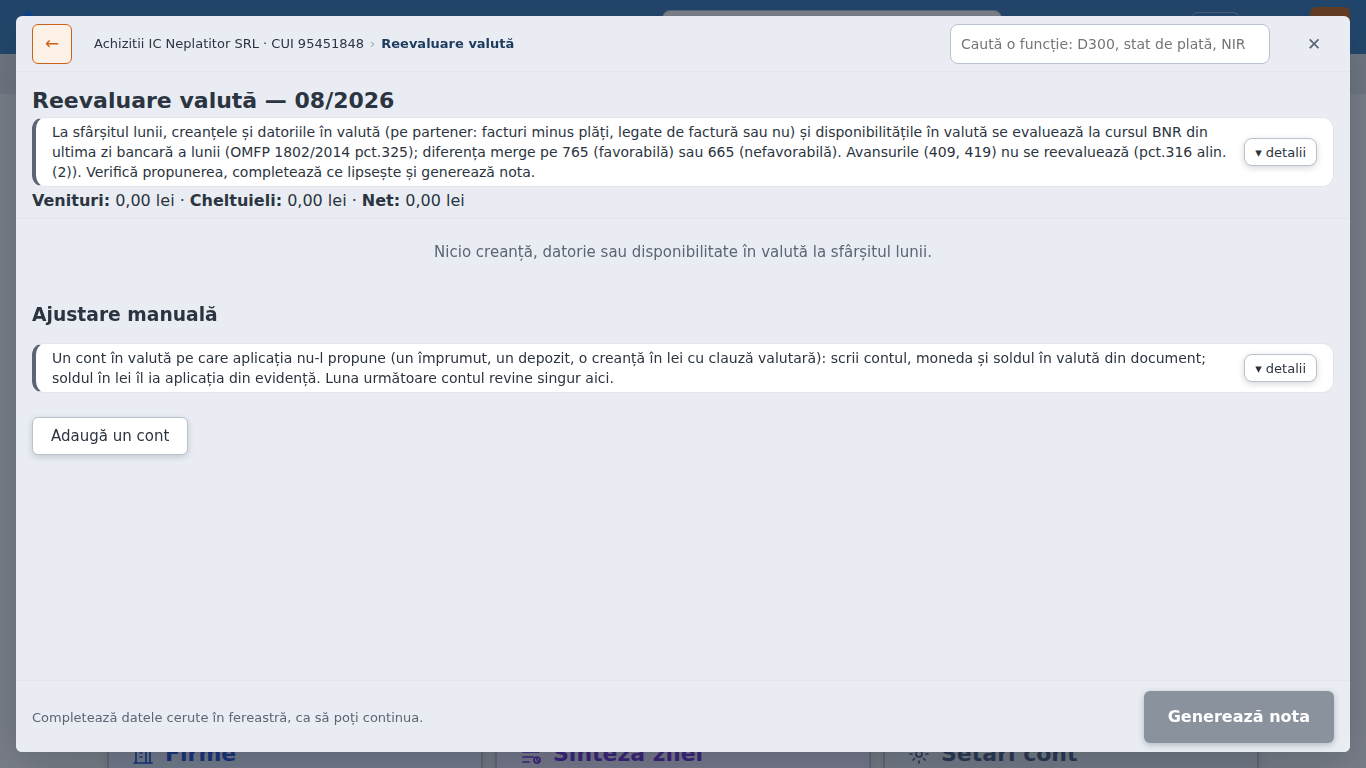 ← Achizitii IC Neplatitor SRL · CUI 95451848 › Reevaluare valută
Caută o funcție: D300, stat de plată, NIR
✕
Reevaluare valută — 08/2026
La sfârșitul lunii, creanțele și datoriile în valută (pe partener: facturi minus plăți, legate de factură sau nu) și disponibilitățile în valută se evaluează la cursul BNR din
ultima zi bancară a lunii (OMFP 1802/2014 pct.325); diferența merge pe 765 (favorabilă) sau 665 (nefavorabilă). Avansurile (409, 419) nu se reevaluează (pct.316 alin.
(2)). Verifică propunerea, completează ce lipsește și generează nota.
▾ detalii
Venituri: 0,00 lei · Cheltuieli: 0,00 lei · Net: 0,00 lei
Nicio creanță, datorie sau disponibilitate în valută la sfârșitul lunii.
Ajustare manuală
Un cont în valută pe care aplicația nu-l propune (un împrumut, un depozit, o creanță în lei cu clauză valutară): scrii contul, moneda și soldul în valută din document;
soldul în lei îl ia aplicația din evidență. Luna următoare contul revine singur aici.
▾ detalii
Adaugă un cont
Completează datele cerute în fereastră, ca să poți continua.
Generează nota
Firme
Sinteza zilei
Setări cont